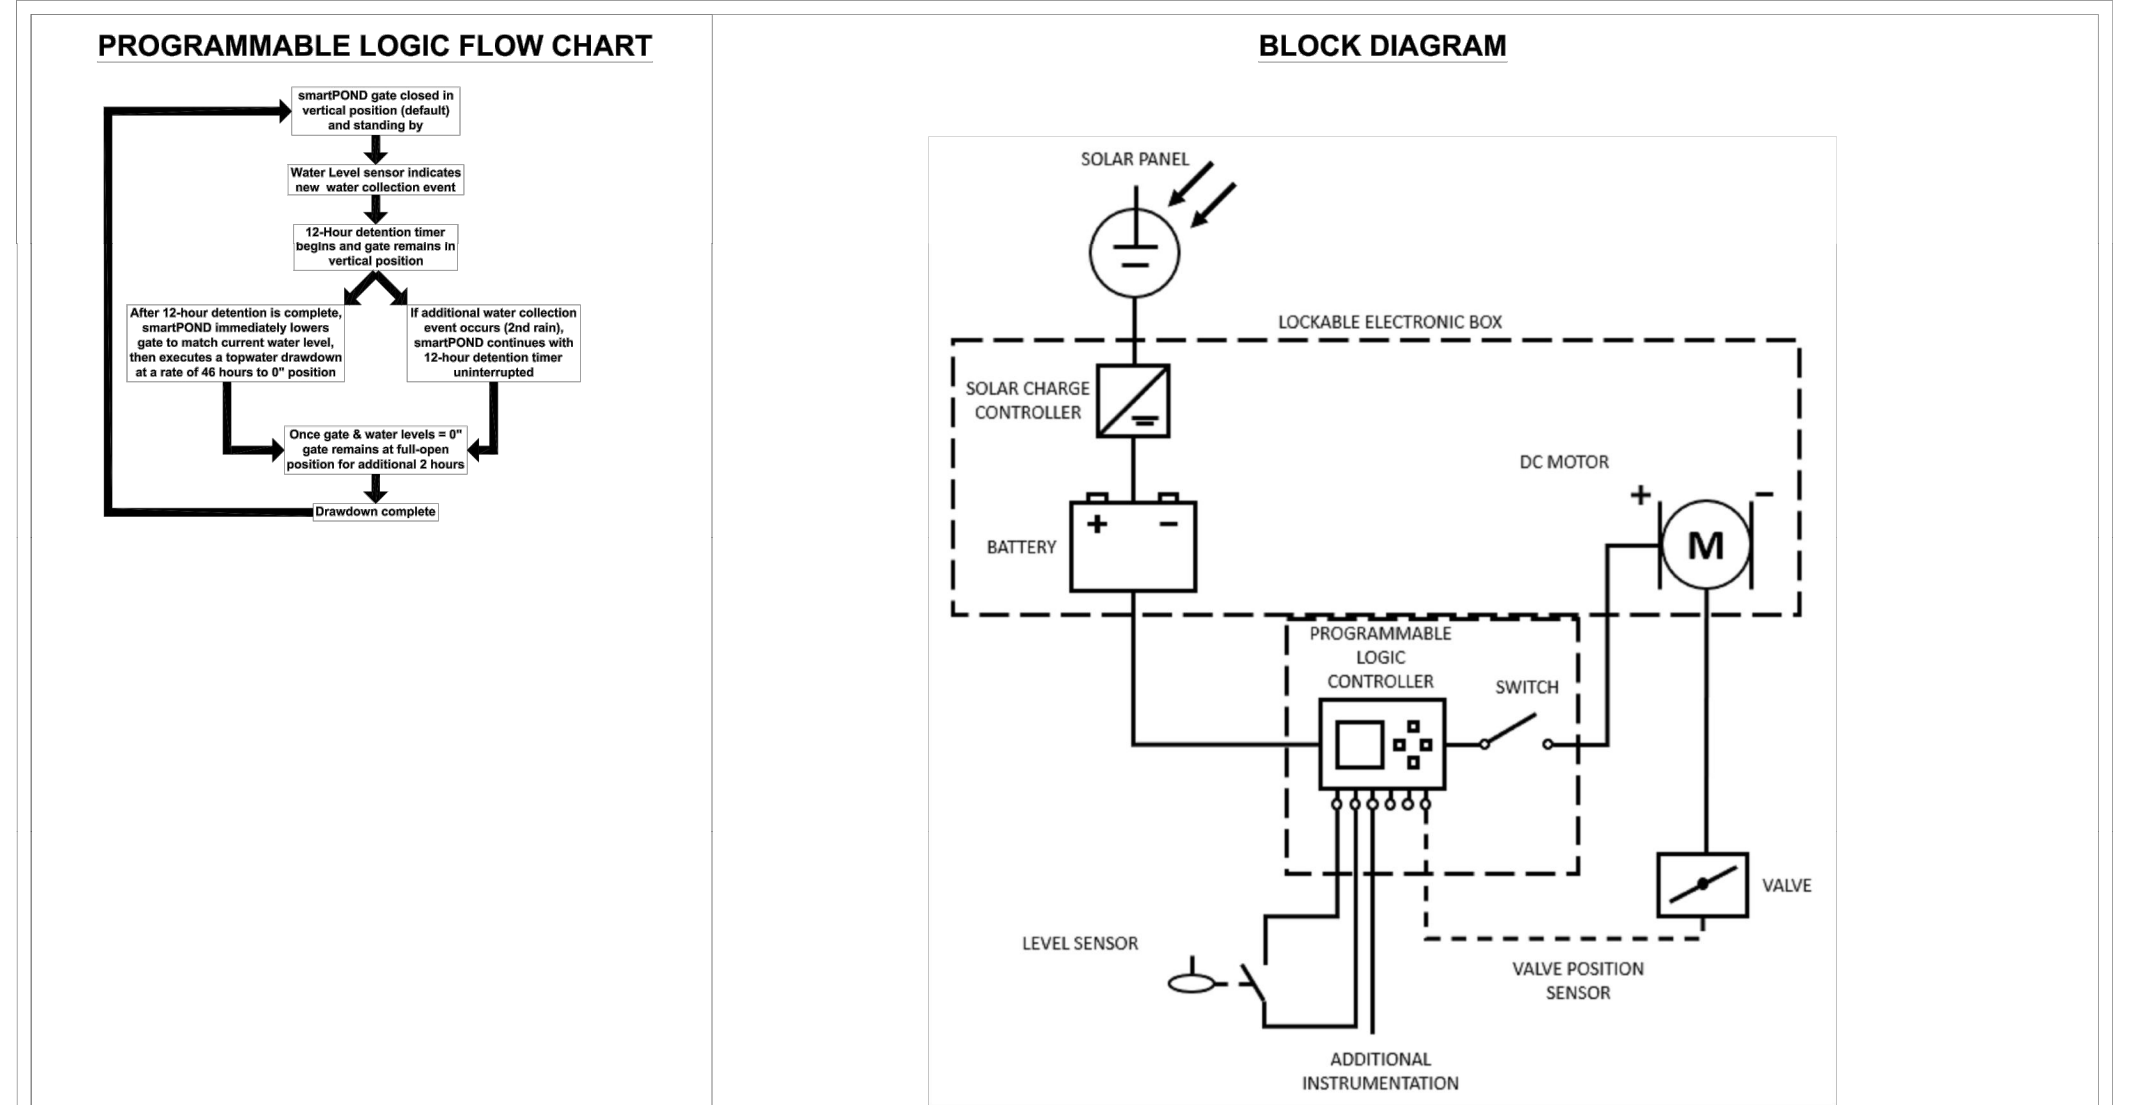 PROGRAMMABLE LOGIC FLOW CHART
smartPOND gate closed in
vertical position (default)
and standing by
Water Level sensor indicates
new water collection event
12-Hour detention timer
begins and gate remains in
vertical position
After 12-hour detention is complete,
smartPOND immediately lowers
gate to match current water level,
then executes a topwater drawdown
at a rate of 46 hours to 0" position
If additional water collection
event occurs (2nd rain),
smartPOND continues with
12-hour detention timer
uninterrupted
Once gate & water levels = 0"
gate remains at full-open
position for additional 2 hours
Drawdown complete
BLOCK DIAGRAM
SOLAR PANEL
LOCKABLE ELECTRONIC BOX
SOLAR CHARGE
CONTROLLER
DC MOTOR
+ −
M
BATTERY
+ −
PROGRAMMABLE
LOGIC
CONTROLLER
SWITCH
VALVE
LEVEL SENSOR
VALVE POSITION
SENSOR
ADDITIONAL
INSTRUMENTATION